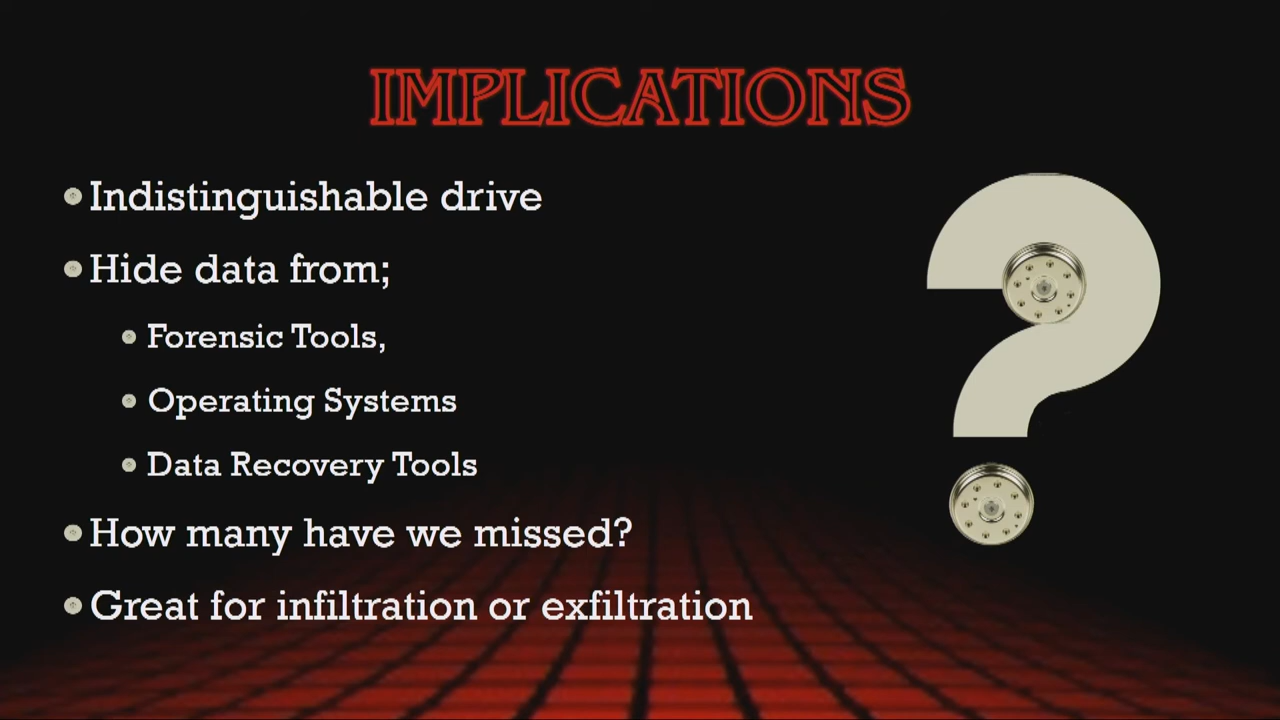 IMPLICATIONS
Indistinguishable drive
Hide data from;
Forensic Tools,
Operating Systems
Data Recovery Tools
How many have we missed?
Great for infiltration or exfiltration